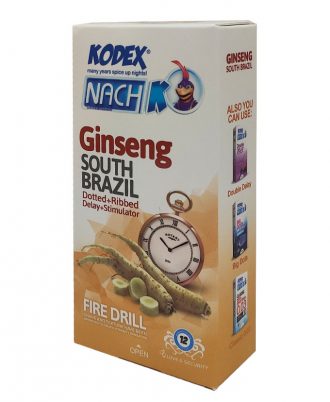 KODEX
many years spice up nights!
NACH
Ginseng
SOUTH
BRAZIL
Dotted+Ribbed
Delay+Stimulator
FIRE DRILL
12
OPEN
GINSENG
SOUTH BRAZIL
ALSO YOU
CAN USE:
Double Delay
Big Dots